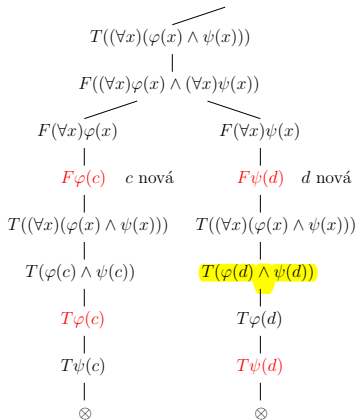 T((∀x)(φ(x) ∧ ψ(x)))
F((∀x)φ(x) ∧ (∀x)ψ(x))
F(∀x)φ(x) F(∀x)ψ(x)
Fφ(c) c nová Fψ(d) d nová
T((∀x)(φ(x) ∧ ψ(x))) T((∀x)(φ(x) ∧ ψ(x)))
T(φ(c) ∧ ψ(c)) T(φ(d) ∧ ψ(d))
Tφ(c) Tφ(d)
Tψ(c) Tψ(d)
⊗ ⊗